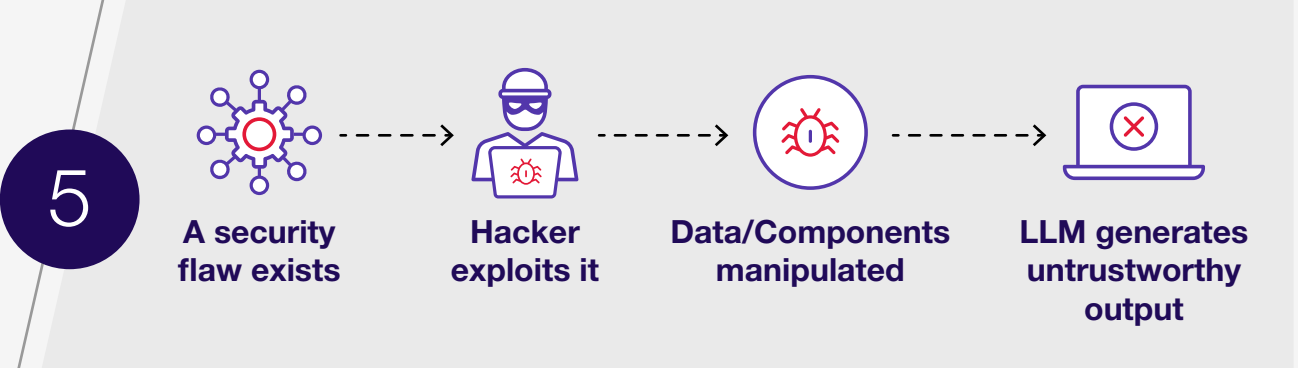 5
A security
flaw exists
Hacker
exploits it
Data/Components
manipulated
LLM generates
untrustworthy
output